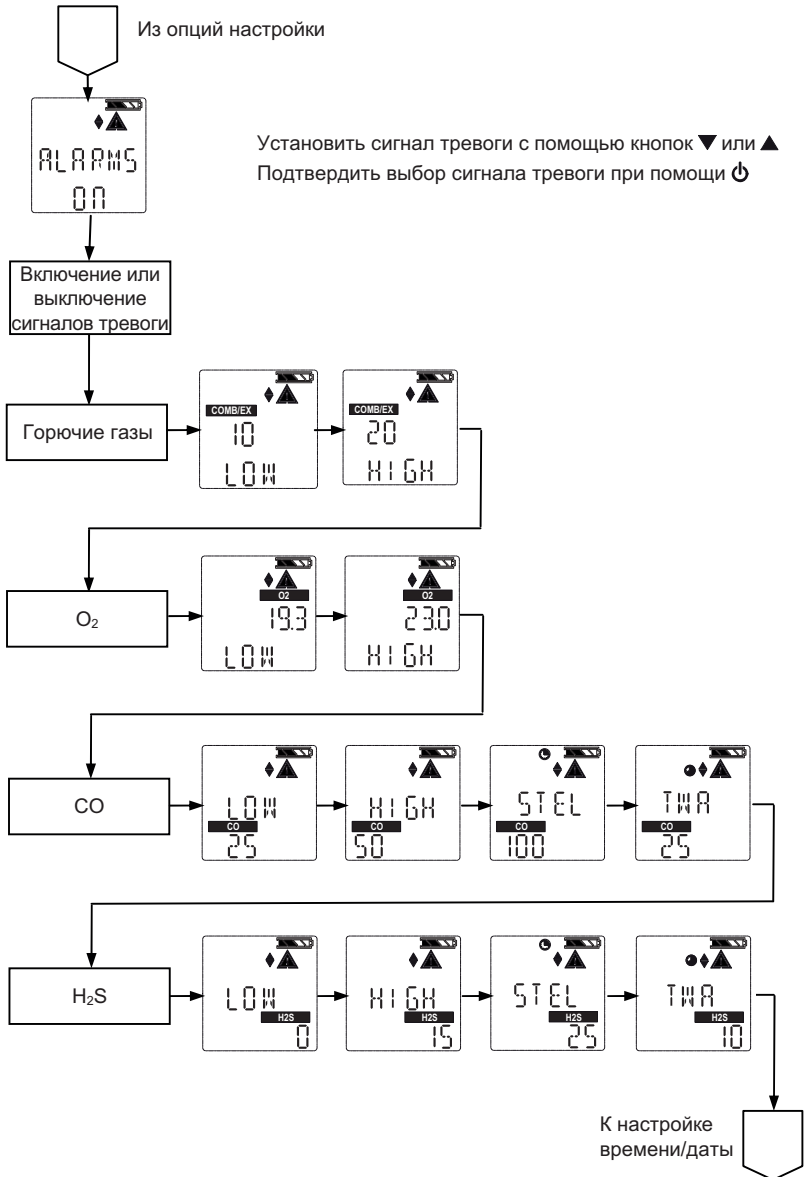 Из опций настройки
ALARMS
ON
Установить сигнал тревоги с помощью кнопок ▼ или ▲
Подтвердить выбор сигнала тревоги при помощи ⏻
Включение или
выключение
сигналов тревоги
Горючие газы
COMB/EX
10
LOW
COMB/EX
20
HIGH
O₂
O2
19.3
LOW
O2
23.0
HIGH
CO
LOW
CO
25
HIGH
CO
50
STEL
CO
100
TWA
CO
25
H₂S
LOW
H2S
0
HIGH
H2S
15
STEL
H2S
25
TWA
H2S
10
К настройке
времени/даты